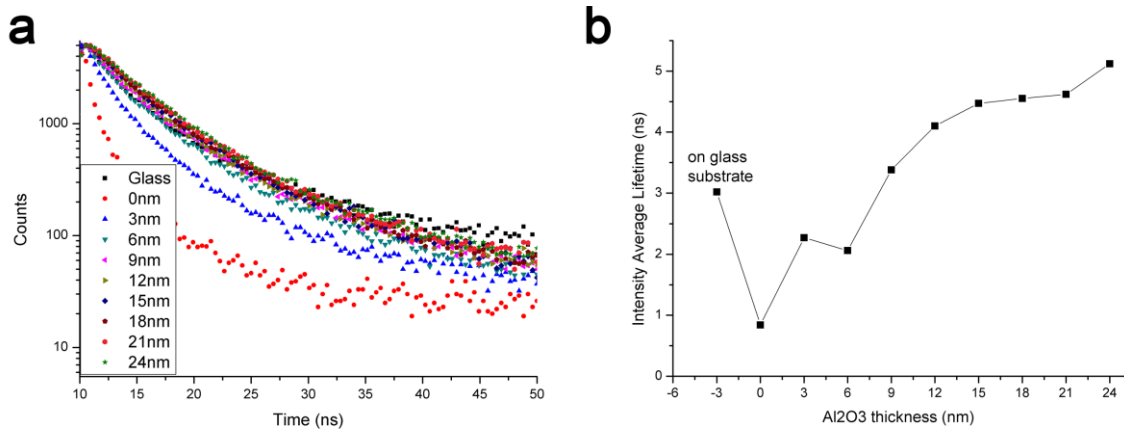 a
Counts
1000
100
10
Glass
0nm
3nm
6nm
9nm
12nm
15nm
18nm
21nm
24nm
10 15 20 25 30 35 40 45 50
Time (ns)
b
Intensity Average Lifetime (ns)
5
4
3
2
1
0
on glass
substrate
-6 -3 0 3 6 9 12 15 18 21 24
Al2O3 thickness (nm)